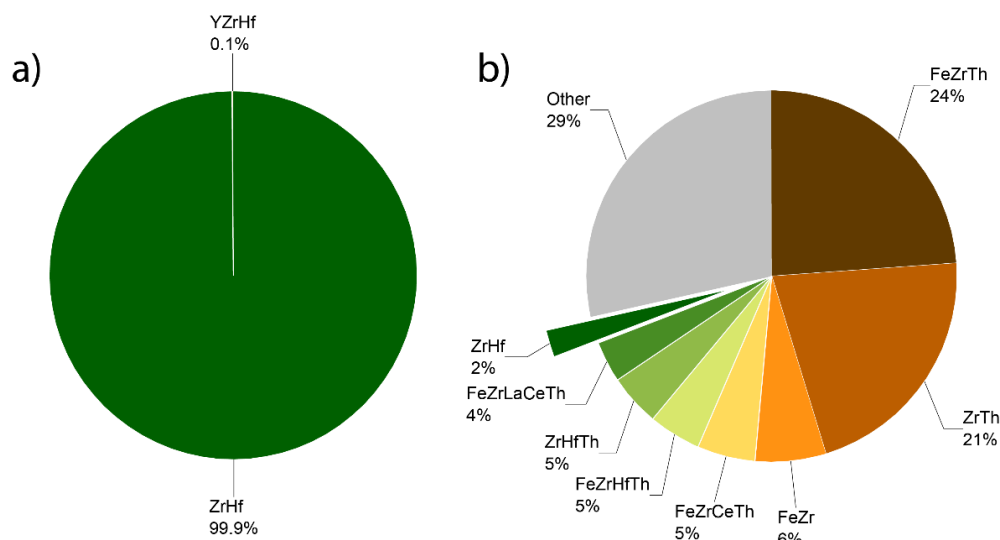 a)
YZrHf
0.1%
ZrHf
99.9%
b)
FeZrTh
24%
ZrTh
21%
FeZr
6%
FeZrCeTh
5%
FeZrHfTh
5%
ZrHfTh
5%
FeZrLaCeTh
4%
ZrHf
2%
Other
29%